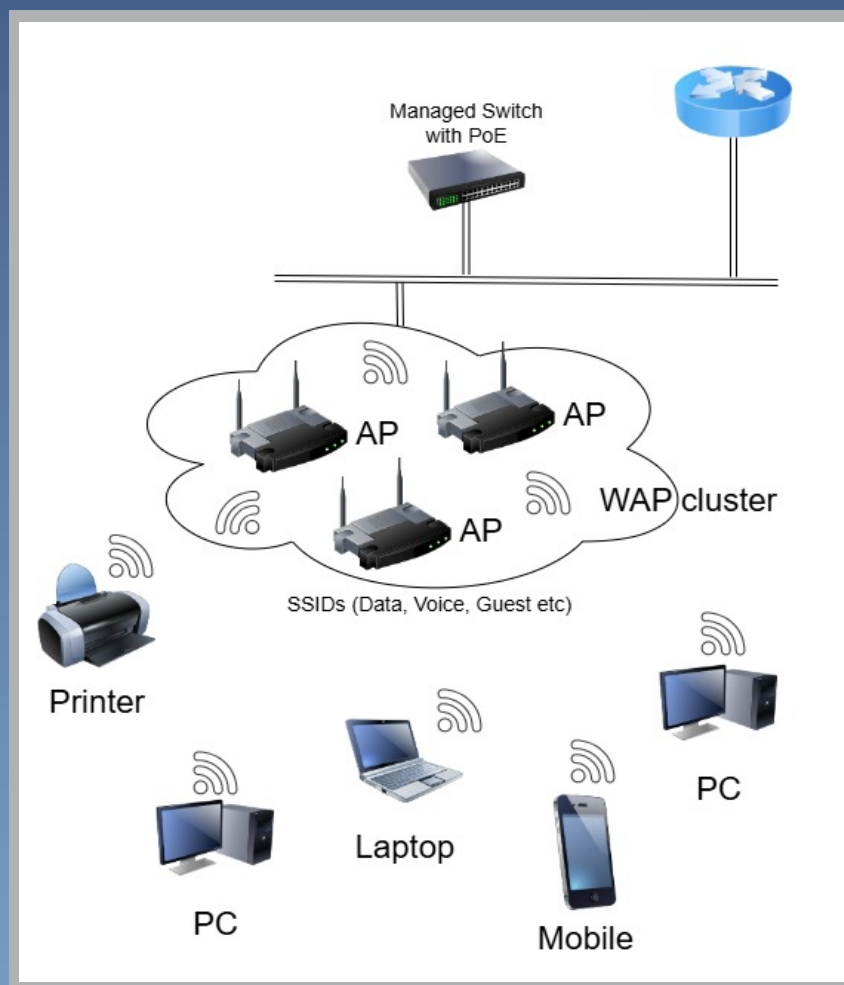 Managed Switch
with PoE
AP
AP
AP
WAP cluster
SSIDs (Data, Voice, Guest etc)
Printer
PC
Laptop
PC
Mobile